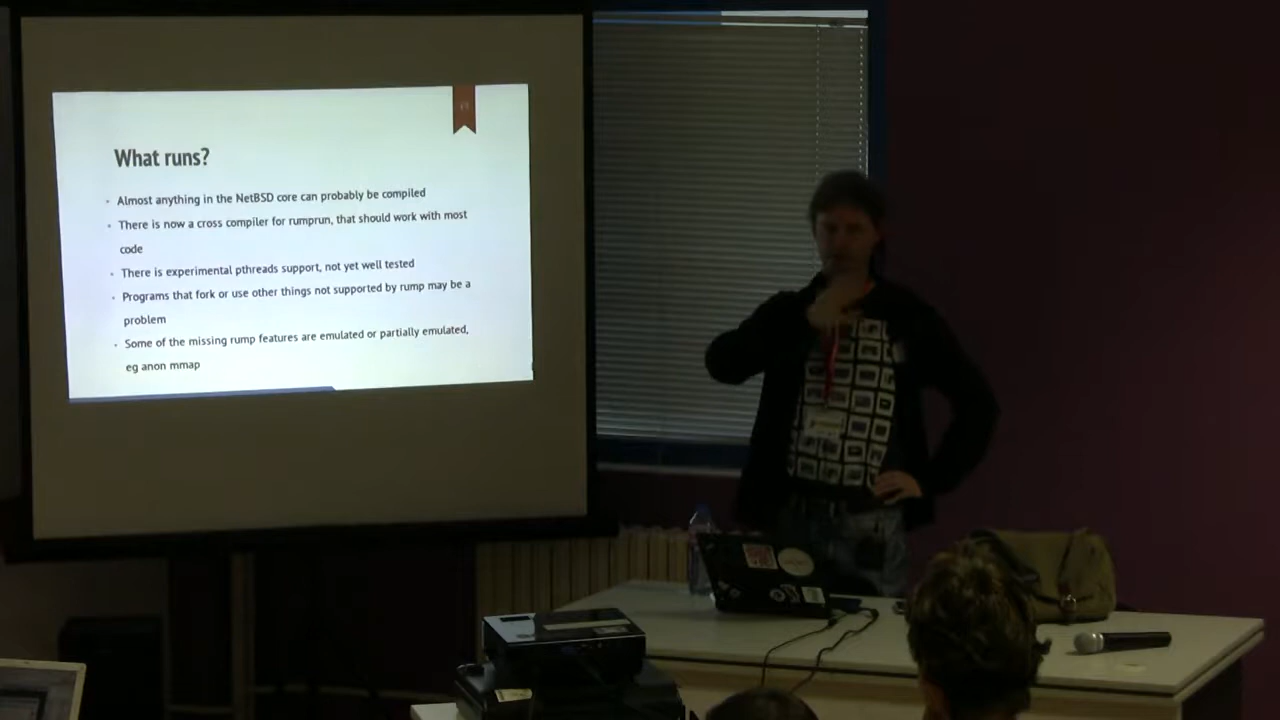 What runs?
Almost anything in the NetBSD core can probably be compiled
There is now a cross compiler for rumprun, that should work with most
code
There is experimental pthreads support, not yet well tested
Programs that fork or use other things not supported by rump may be a
problem
Some of the missing rump features are emulated or partially emulated,
eg anon mmap